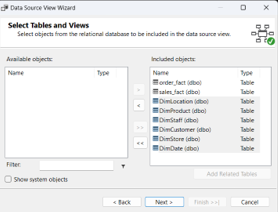 Data Source View Wizard
Select Tables and Views
Select objects from the relational database to be included in the data source view.
Available objects:
Name Type
Included objects:
Name Type
order_fact (dbo) Table
sales_fact (dbo) Table
DimLocation (dbo) Table
DimProduct (dbo) Table
DimStaff (dbo) Table
DimCustomer (dbo) Table
DimStore (dbo) Table
DimDate (dbo) Table
>
<
>>
<<
Filter:
Add Related Tables
Show system objects
< Back Next > Finish >>| Cancel